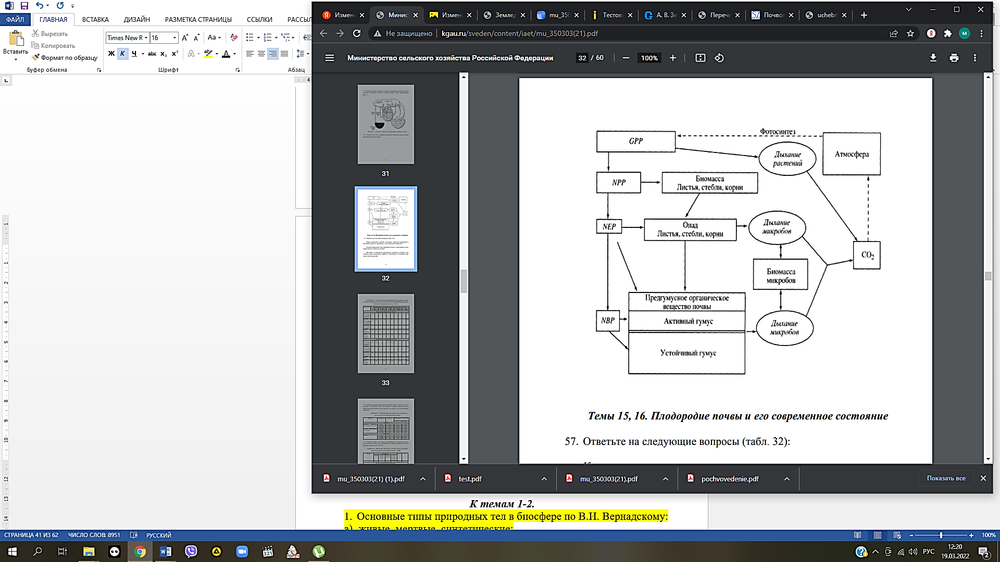 ФАЙЛ
ГЛАВНАЯ
ВСТАВКА
ДИЗАЙН
РАЗМЕТКА СТРАНИЦЫ
ССЫЛКИ
РАССЫЛ
Вставить
Вырезать
Копировать
Формат по образцу
Буфер обмена
Times New R
16
Aa
Ж К Ч abc x₂ x²
Шрифт
Абзац
Измене
Минис
Измене
Землед
mu_350
Тестов
А. В. Зе
Перече
Почво
uchebn
Не защищено
kgau.ru/sveden/content/iaet/mu_350303(21).pdf
Министерство сельского хозяйства Российской Федерации
32 / 60
100%
31
32
33
GPP
Фотосинтез
Атмосфера
Дыхание
растений
NPP
Биомасса
Листья, стебли, корни
NEP
Опад
Листья, стебли, корни
Дыхание
микробов
CO₂
Биомасса
микробов
Предгумусное органическое
вещество почвы
NBP
Активный гумус
Дыхание
микробов
Устойчивый гумус
Темы 15, 16. Плодородие почвы и его современное состояние
57. Ответьте на следующие вопросы (табл. 32):
mu_350303(21) (1).pdf
test.pdf
mu_350303(21).pdf
pochvovedenie.pdf
Показать все
К темам 1-2.
1. Основные типы природных тел в биосфере по В.И. Вернадскому:
а) живые, мертвые, синтетические;
СТРАНИЦА 41 ИЗ 62
ЧИСЛО СЛОВ: 8951
РУССКИЙ
100%
РУС
12:20
19.03.2022
2